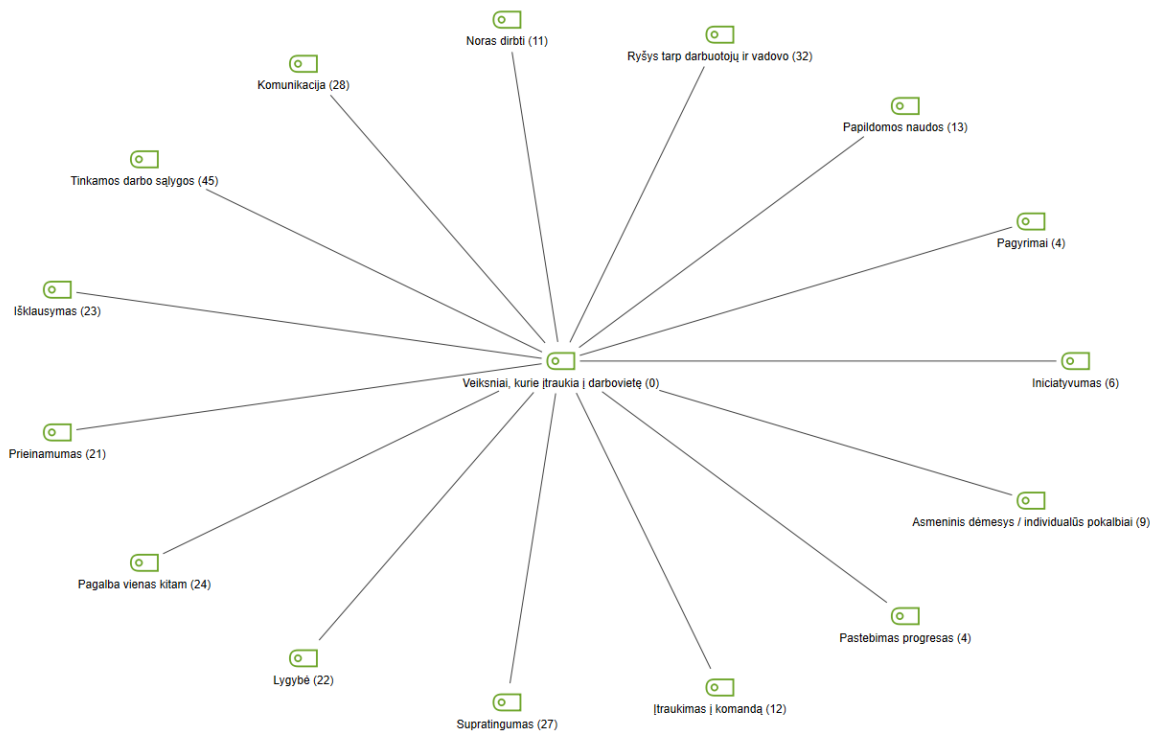 Noras dirbti (11)
Ryšys tarp darbuotojų ir vadovo (32)
Komunikacija (28)
Papildomos naudos (13)
Tinkamos darbo sąlygos (45)
Pagyrimai (4)
Išklausymas (23)
Veiksniai, kurie įtraukia į darbovietę (0)
Iniciatyvumas (6)
Prieinamumas (21)
Asmeninis dėmesys / individualūs pokalbiai (9)
Pagalba vienas kitam (24)
Pastebimas progresas (4)
Lygybė (22)
Įtraukimas į komandą (12)
Supratingumas (27)